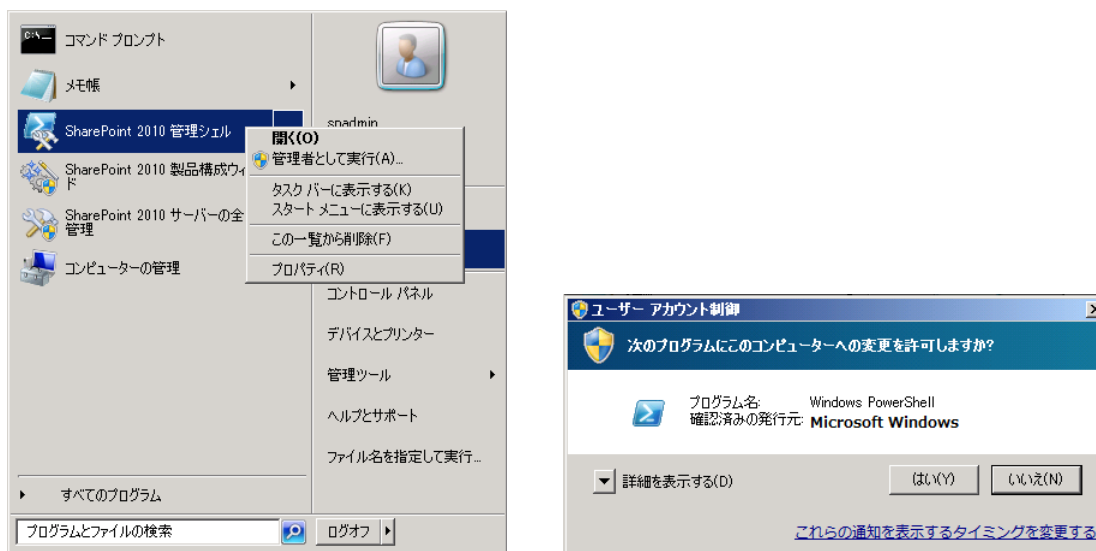 コマンド プロンプト
メモ帳
SharePoint 2010 管理シェル
SharePoint 2010 製品構成ウィ
ド
SharePoint 2010 サーバーの全
管理
コンピューターの管理
すべてのプログラム
プログラムとファイルの検索
spadmin
開く(O)
管理者として実行(A)...
タスク バーに表示する(K)
スタート メニューに表示する(U)
この一覧から削除(F)
プロパティ(R)
コントロール パネル
デバイスとプリンター
管理ツール
ヘルプとサポート
ファイル名を指定して実行...
ログオフ
ユーザー アカウント制御
次のプログラムにこのコンピューターへの変更を許可しますか?
プログラム名: Windows PowerShell
確認済みの発行元: Microsoft Windows
詳細を表示する(D)
はい(Y)
いいえ(N)
これらの通知を表示するタイミングを変更する